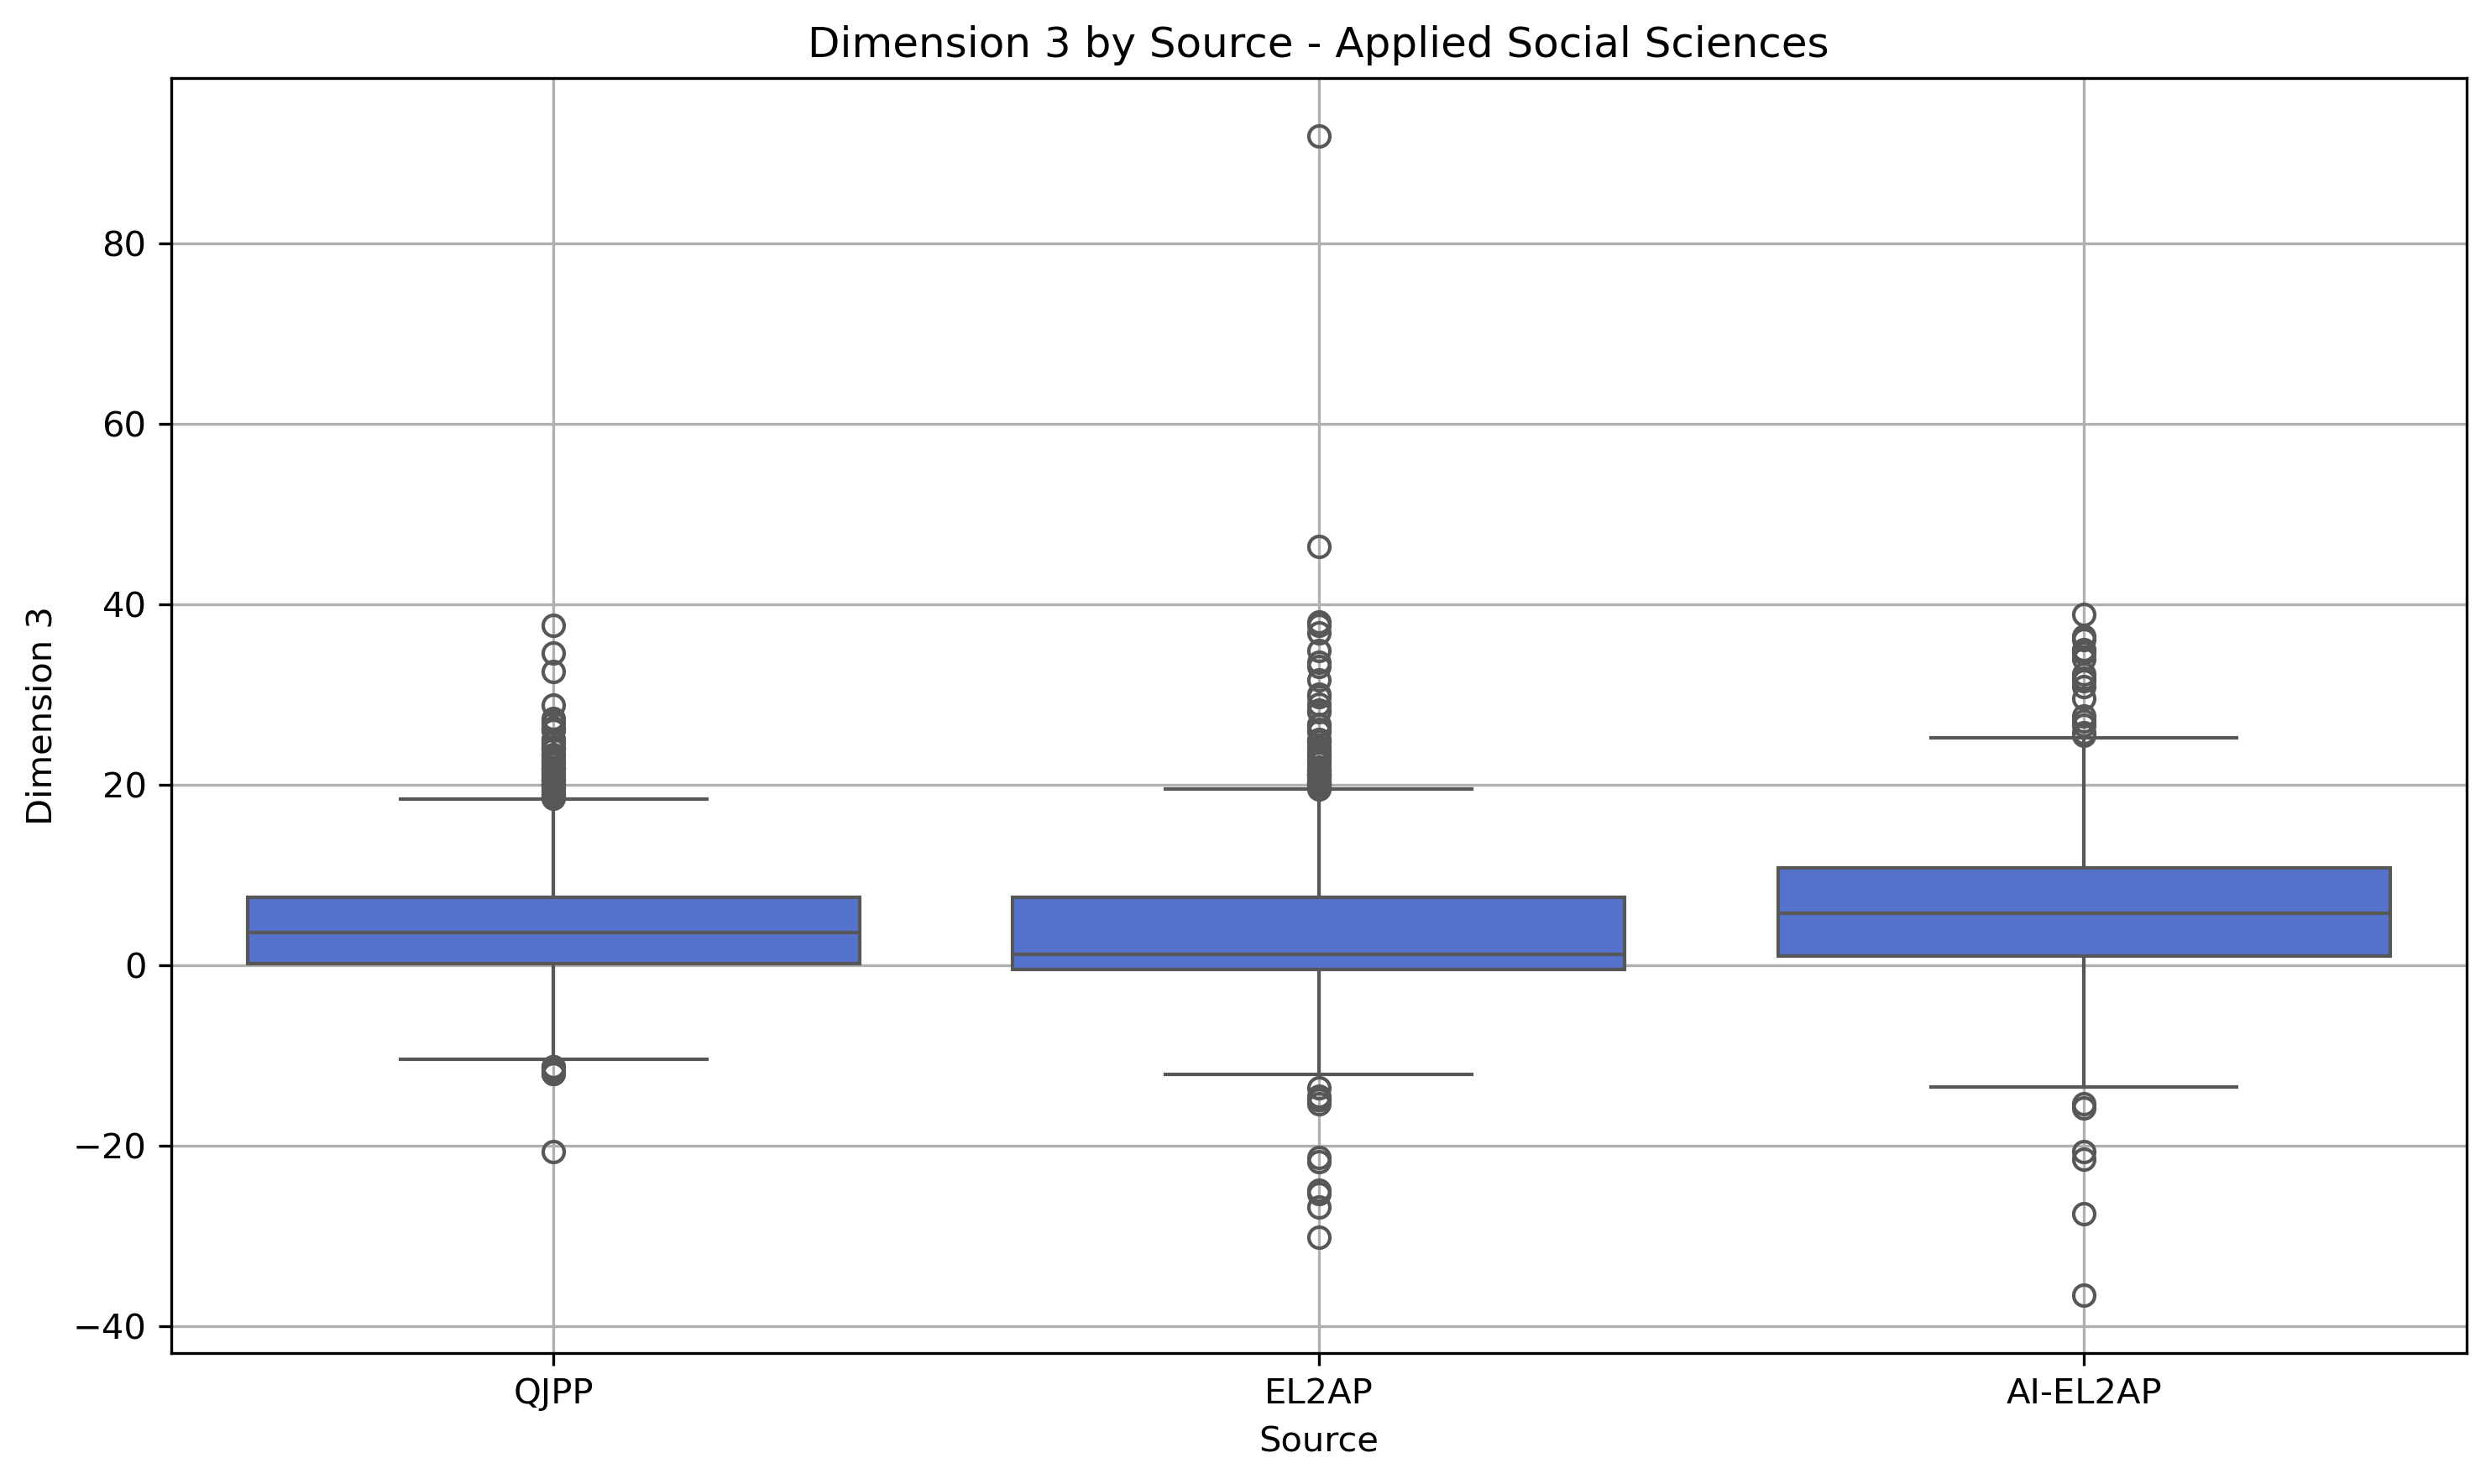 Dimension 3 by Source - Applied Social Sciences
Dimension 3
80
60
40
20
0
−20
−40
QJPP
EL2AP
AI-EL2AP
Source